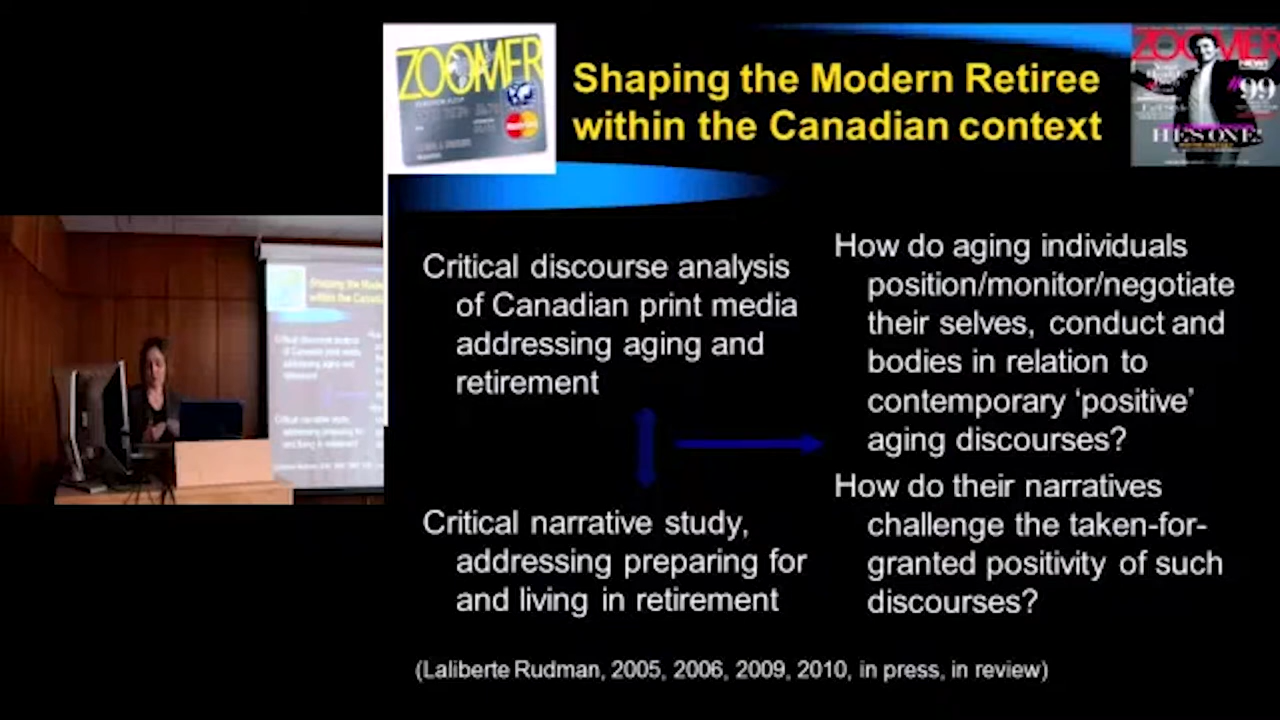 ZOOMER
Shaping the Modern Retiree
within the Canadian context
ZOOMER
99
HE'S ONE!
Critical discourse analysis
of Canadian print media
addressing aging and
retirement
Critical narrative study,
addressing preparing for
and living in retirement
How do aging individuals
position/monitor/negotiate
their selves, conduct and
bodies in relation to
contemporary ‘positive’
aging discourses?
How do their narratives
challenge the taken-for-
granted positivity of such
discourses?
(Laliberte Rudman, 2005, 2006, 2009, 2010, in press, in review)